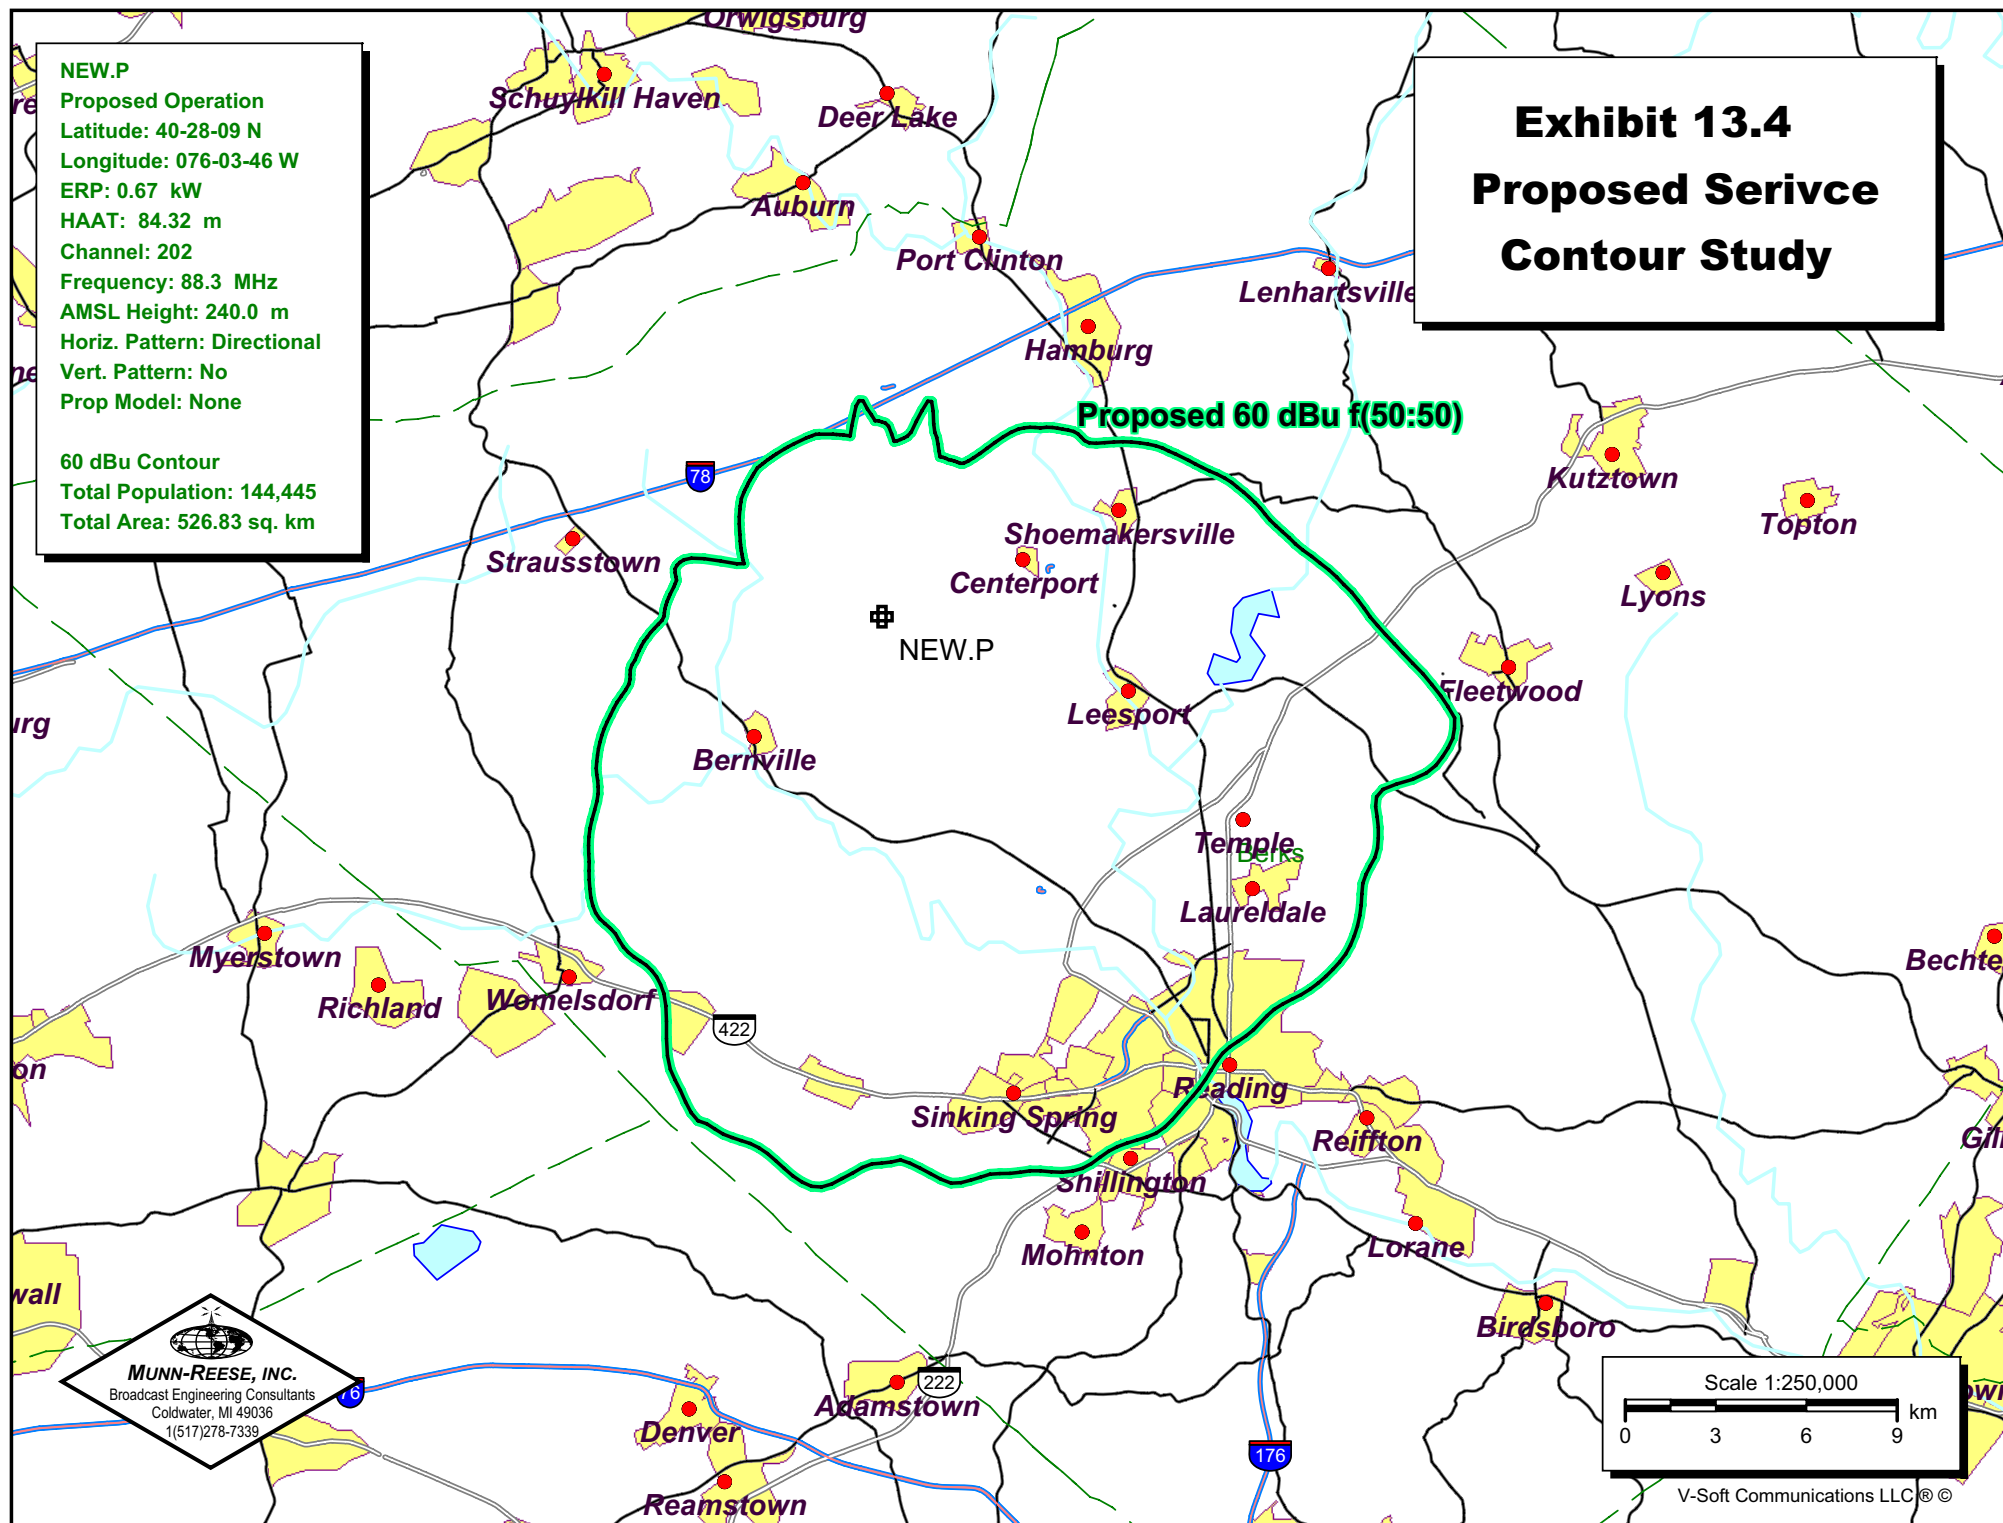 NEW.P
Proposed Operation
Latitude: 40-28-09 N
Longitude: 076-03-46 W
ERP: 0.67 kW
HAAT: 84.32 m
Channel: 202
Frequency: 88.3 MHz
AMSL Height: 240.0 m
Horiz. Pattern: Directional
Vert. Pattern: No
Prop Model: None
60 dBu Contour
Total Population: 144,445
Total Area: 526.83 sq. km
Exhibit 13.4
Proposed Serivce
Contour Study
Orwigsburg
Schuylkill Haven
Deer Lake
Auburn
Port Clinton
Lenhartsville
Hamburg
Proposed 60 dBu f(50:50)
Kutztown
78
Topton
Shoemakersville
Strausstown
Centerport
Lyons
NEW.P
Fleetwood
Leesport
urg
Bernville
Temple
Berks
Laureldale
Myerstown
Bechte
Richland
Womelsdorf
422
on
Reading
Sinking Spring
Reiffton
Gil
Shillington
Mohnton
Lorane
wall
Birdsboro
MUNN-REESE, INC.
Broadcast Engineering Consultants
Coldwater, MI 49036
1(517)278-7339
76
222
Adamstown
Denver
176
Reamstown
Scale 1:250,000
km
0 3 6 9
V-Soft Communications LLC ® ©